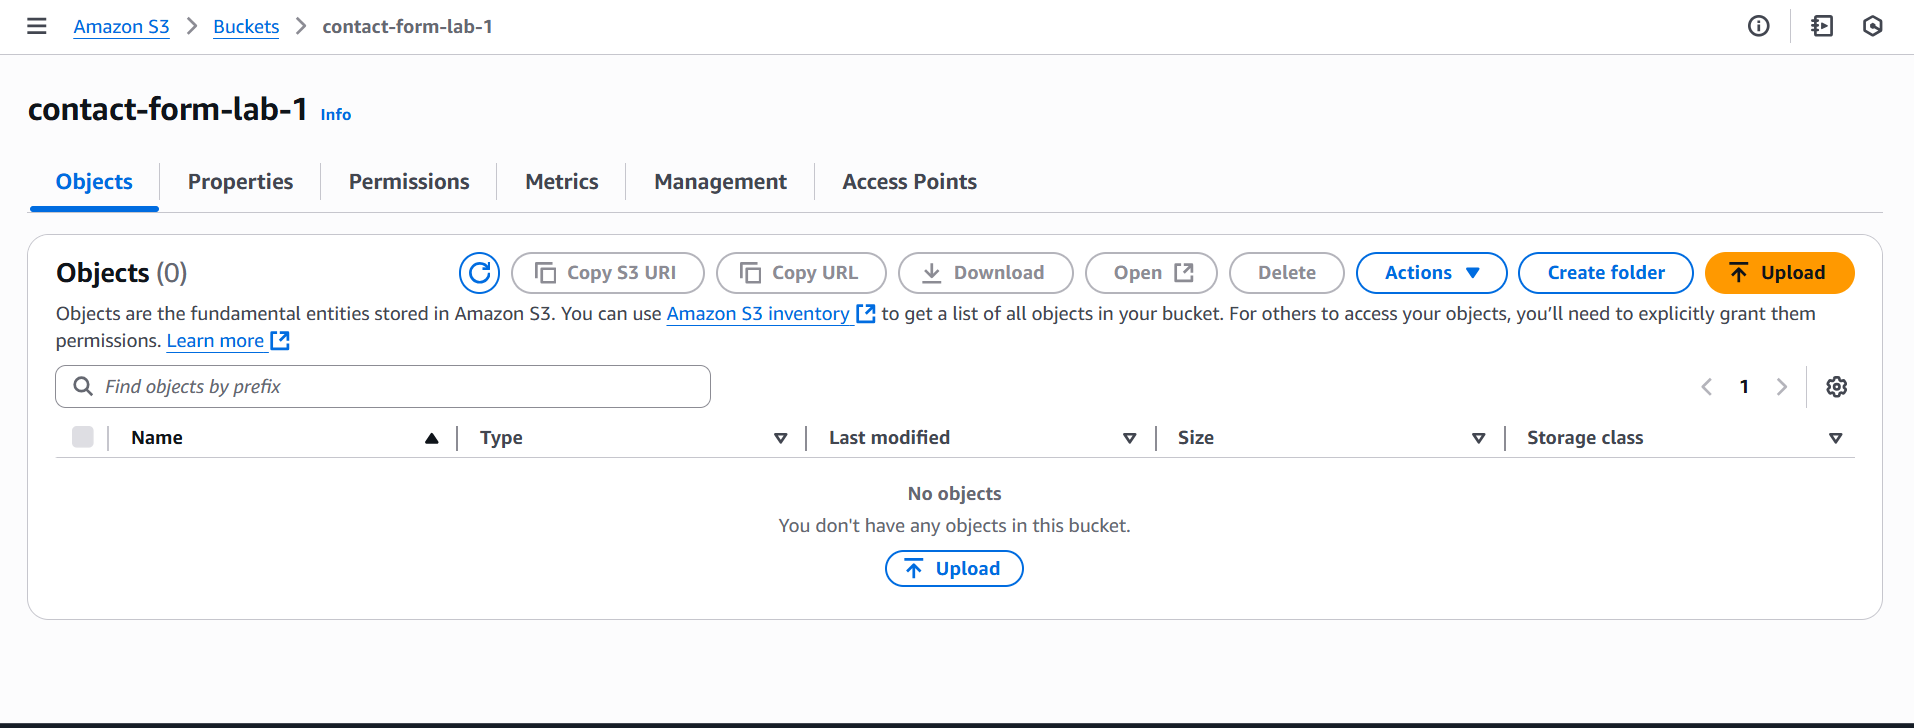 Amazon S3 > Buckets > contact-form-lab-1
contact-form-lab-1 Info
Objects Properties Permissions Metrics Management Access Points
Objects (0) Copy S3 URI Copy URL Download Open Delete Actions Create folder Upload
Objects are the fundamental entities stored in Amazon S3. You can use Amazon S3 inventory to get a list of all objects in your bucket. For others to access your objects, you’ll need to explicitly grant them
permissions. Learn more
Find objects by prefix 1
Name Type Last modified Size Storage class
No objects
You don't have any objects in this bucket.
Upload